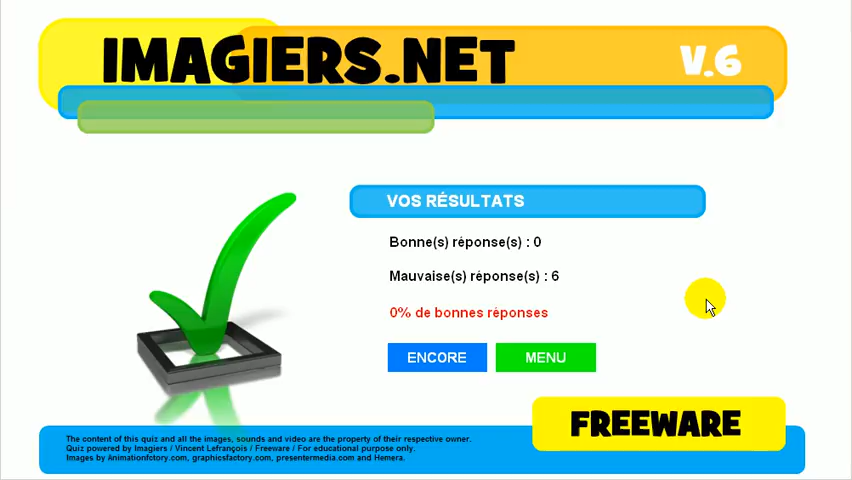 IMAGIERS.NET
V.6
VOS RÉSULTATS
Bonne(s) réponse(s) : 0
Mauvaise(s) réponse(s) : 6
0% de bonnes réponses
ENCORE
MENU
FREEWARE
The content of this quiz and all the images, sounds and video are the property of their respective owner.
Quiz powered by Imagiers / Vincent Lefrançois / Freeware / For educational purpose only.
Images by Animationfctory.com, graphicsfactory.com, presentermedia.com and Hemera.